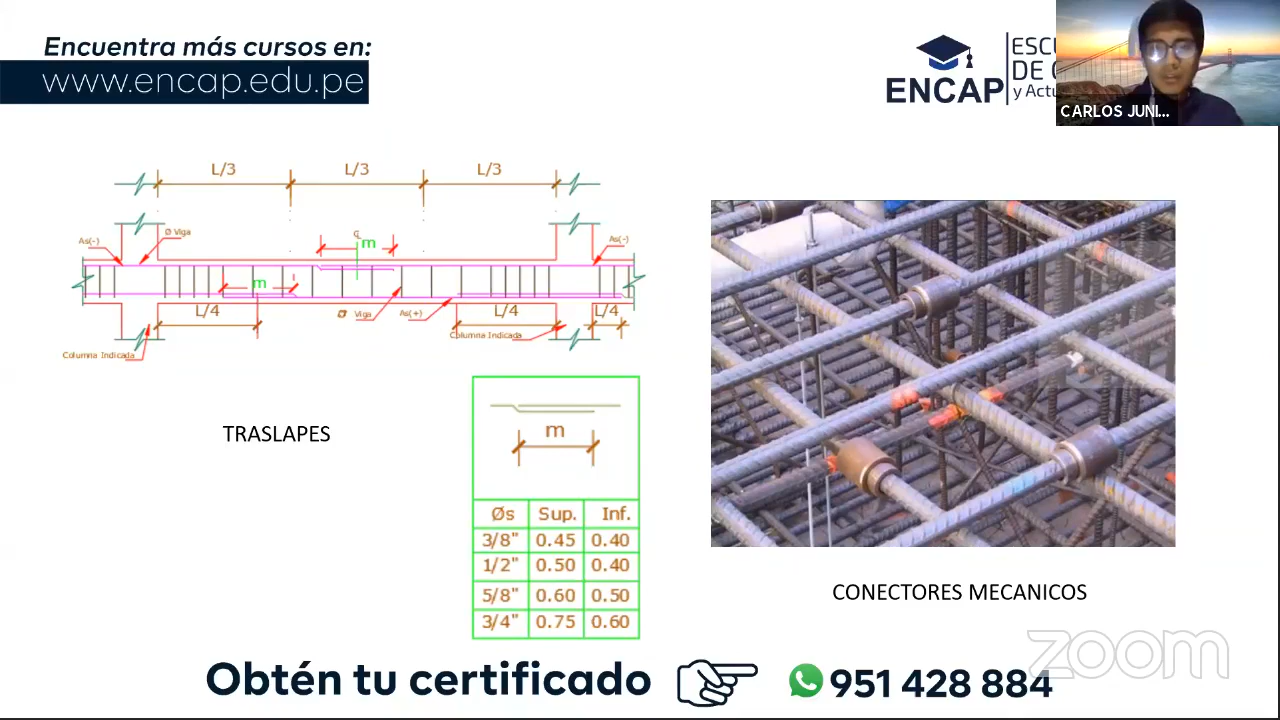 Encuentra más cursos en:
www.encap.edu.pe
ENCAP
y Actu
CARLOS JUNI...
L/3 L/3 L/3
As(-)
Ø Viga
℄
m
As(-)
m
L/4
Ø Viga
As(+)
L/4
L/4
Columna Indicada
Columna Indicada
TRASLAPES
m
Øs Sup. Inf.
3/8" 0.45 0.40
1/2" 0.50 0.40
5/8" 0.60 0.50
3/4" 0.75 0.60
CONECTORES MECANICOS
zoom
Obtén tu certificado
951 428 884